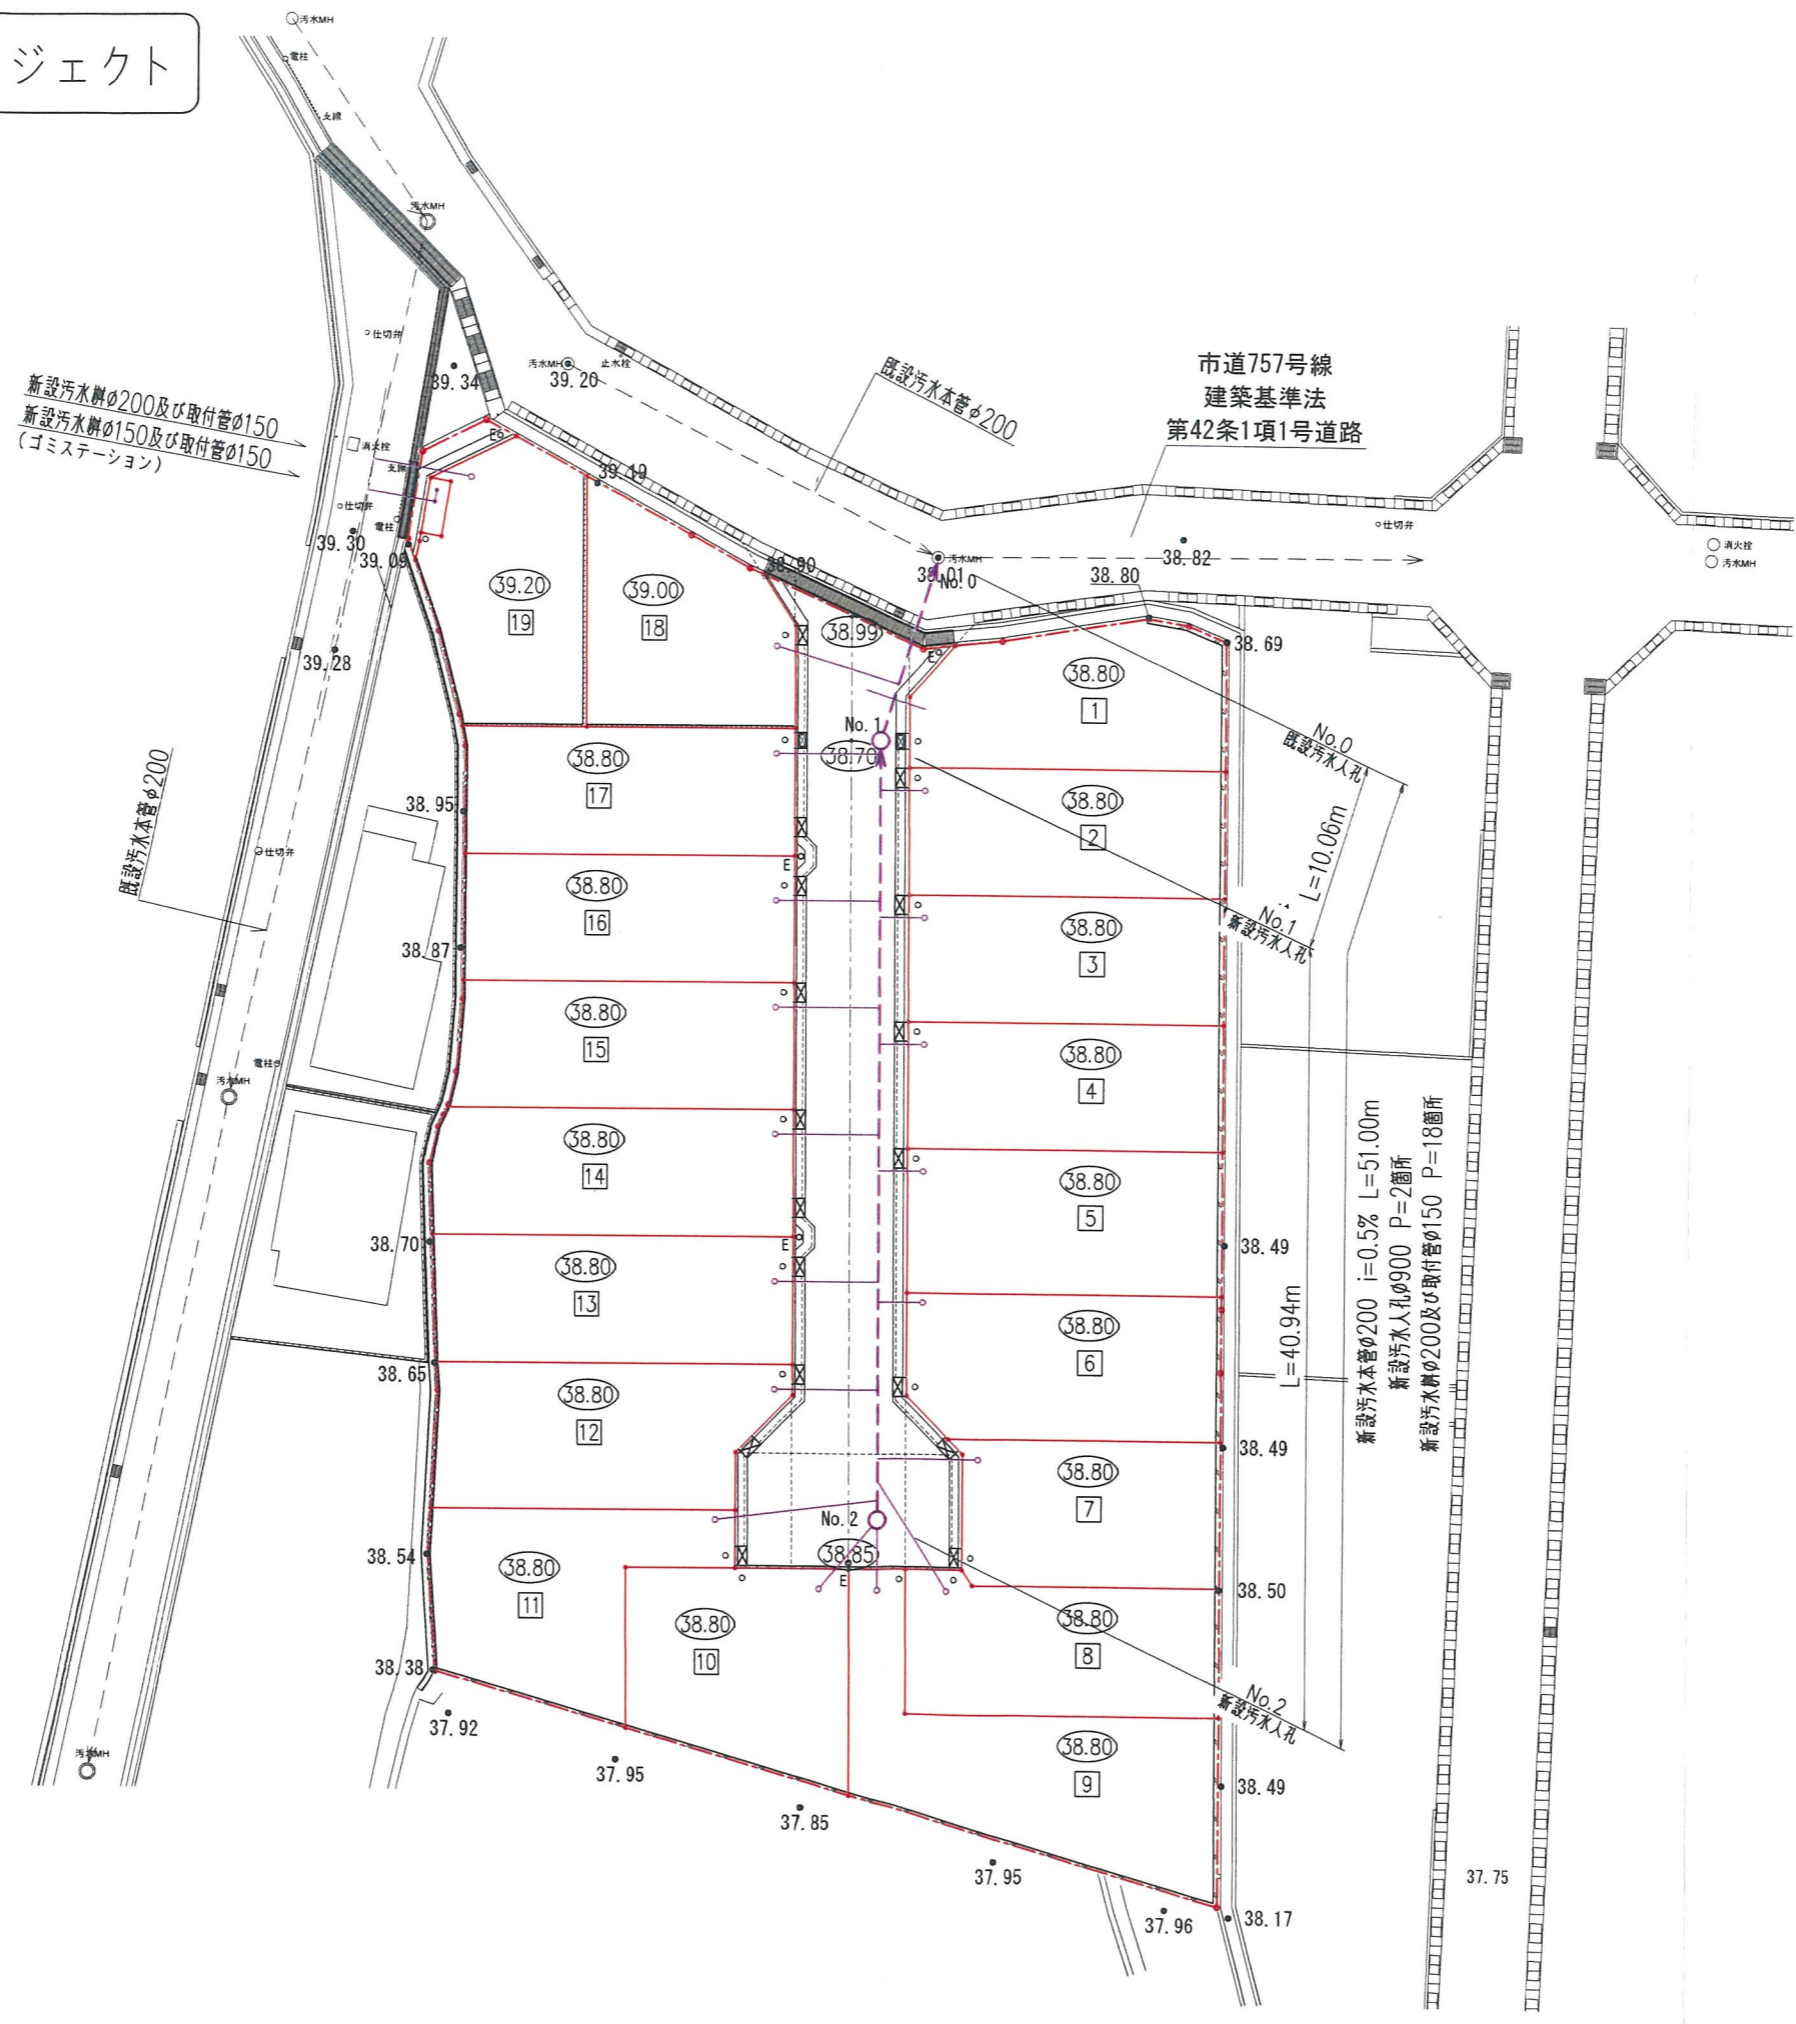 ジェクト
汚水MH
電柱
支線
汚水MH
仕切弁
39.34
汚水MH
止水栓
39.20
既設汚水本管φ200
市道757号線
建築基準法
第42条1項1号道路
新設汚水桝φ200及び取付管φ150
新設汚水桝φ150及び取付管φ150
(ゴミステーション)
消火栓
支線
E
39.19
仕切弁
電柱
39.30
39.09
仕切弁
消火栓
汚水MH
汚水MH
38.82
38.90
38.01
No.0
38.80
39.20
19
39.00
18
38.99
E
38.69
39.28
38.80
1
No.1
38.70
No.0
既設汚水人孔
38.80
17
38.80
2
既設汚水本管φ200
38.95
仕切弁
L=10.06m
E
38.80
16
38.80
3
No.1
新設汚水人孔
38.87
38.80
15
38.80
4
電柱
汚水MH
38.80
14
38.80
5
38.70
E
38.49
38.80
13
38.80
6
L=40.94m
新設汚水本管φ200 i=0.5% L=51.00m
新設汚水人孔φ900 P=2箇所
新設汚水桝φ200及び取付管φ150 P=18箇所
38.65
38.80
12
38.49
38.80
7
No.2
38.85
E
38.54
38.80
11
38.50
38.80
10
38.80
8
38.38
No.2
新設汚水人孔
37.92
汚水MH
37.95
38.80
9
38.49
37.85
37.95
37.75
37.96
38.17